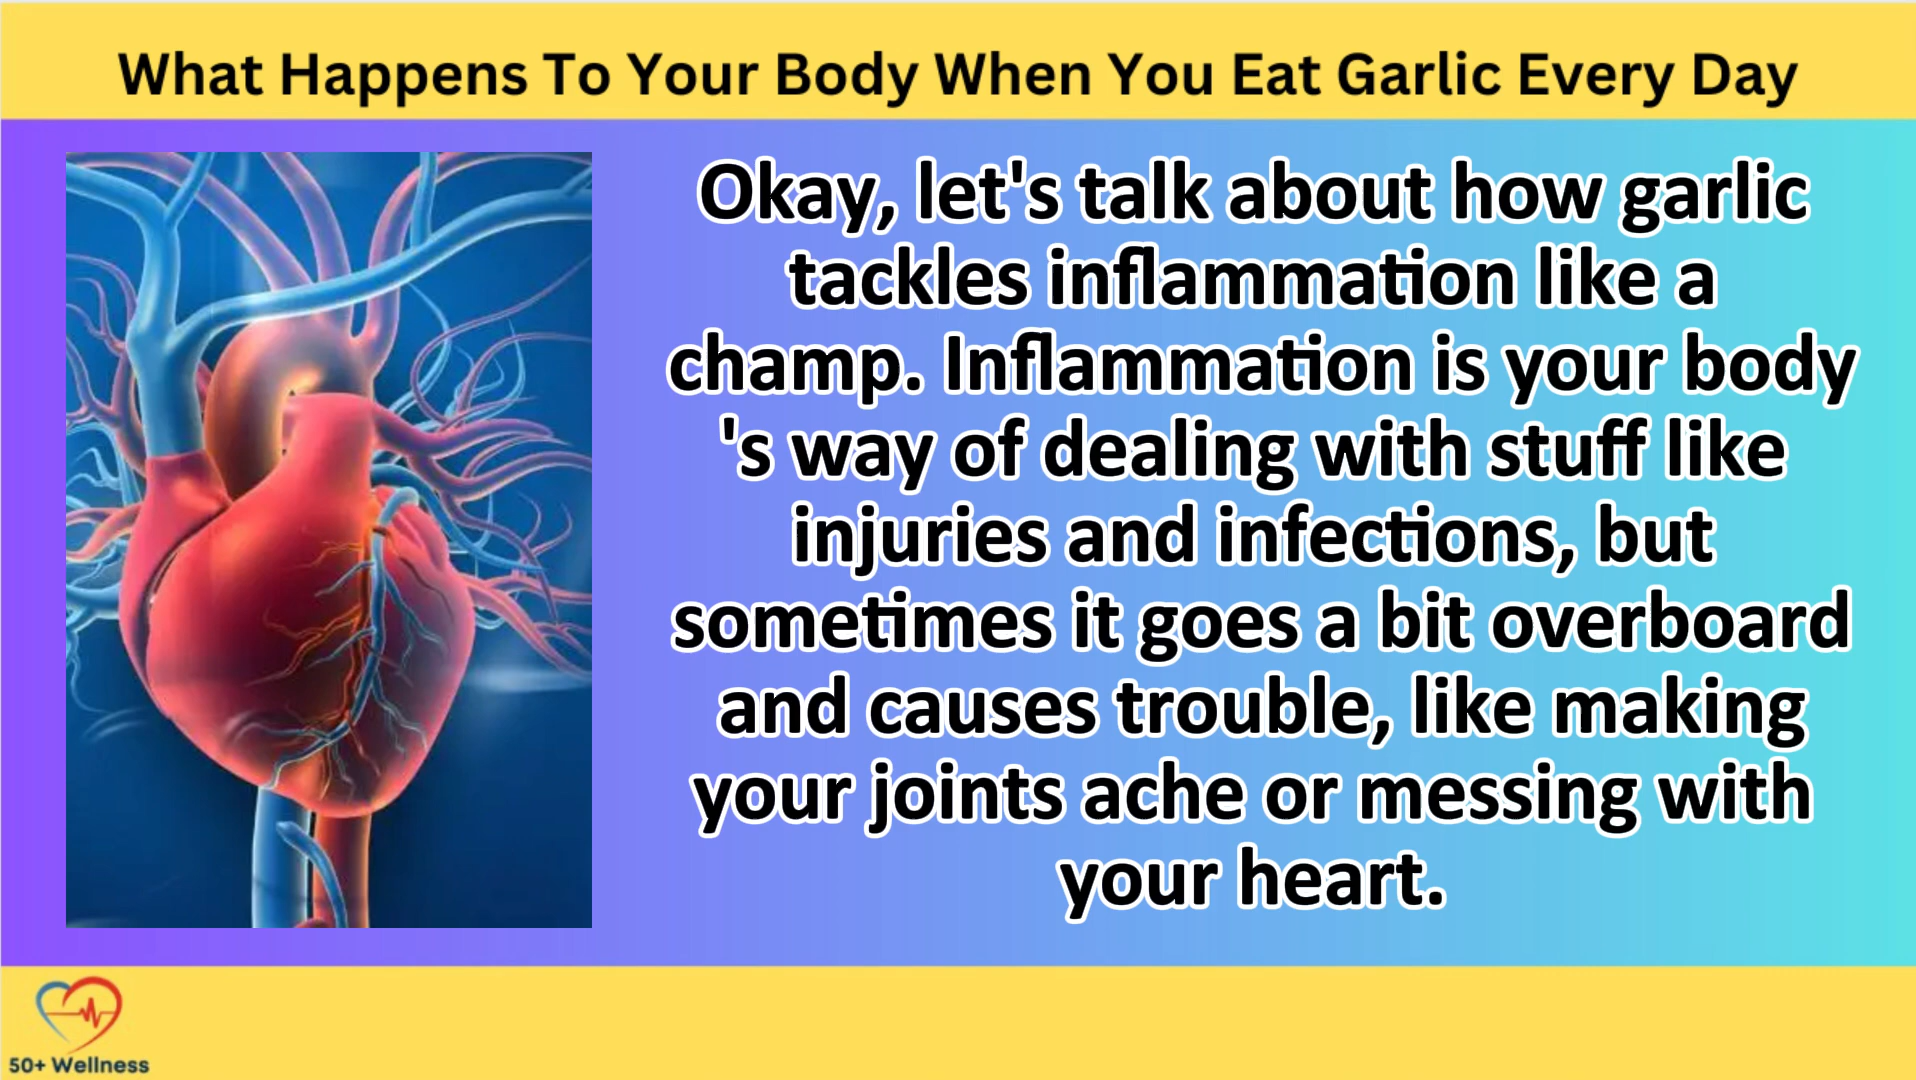 What Happens To Your Body When You Eat Garlic Every Day
Okay, let's talk about how garlic
tackles inflammation like a
champ. Inflammation is your body
's way of dealing with stuff like
injuries and infections, but
sometimes it goes a bit overboard
and causes trouble, like making
your joints ache or messing with
your heart.
50+ Wellness